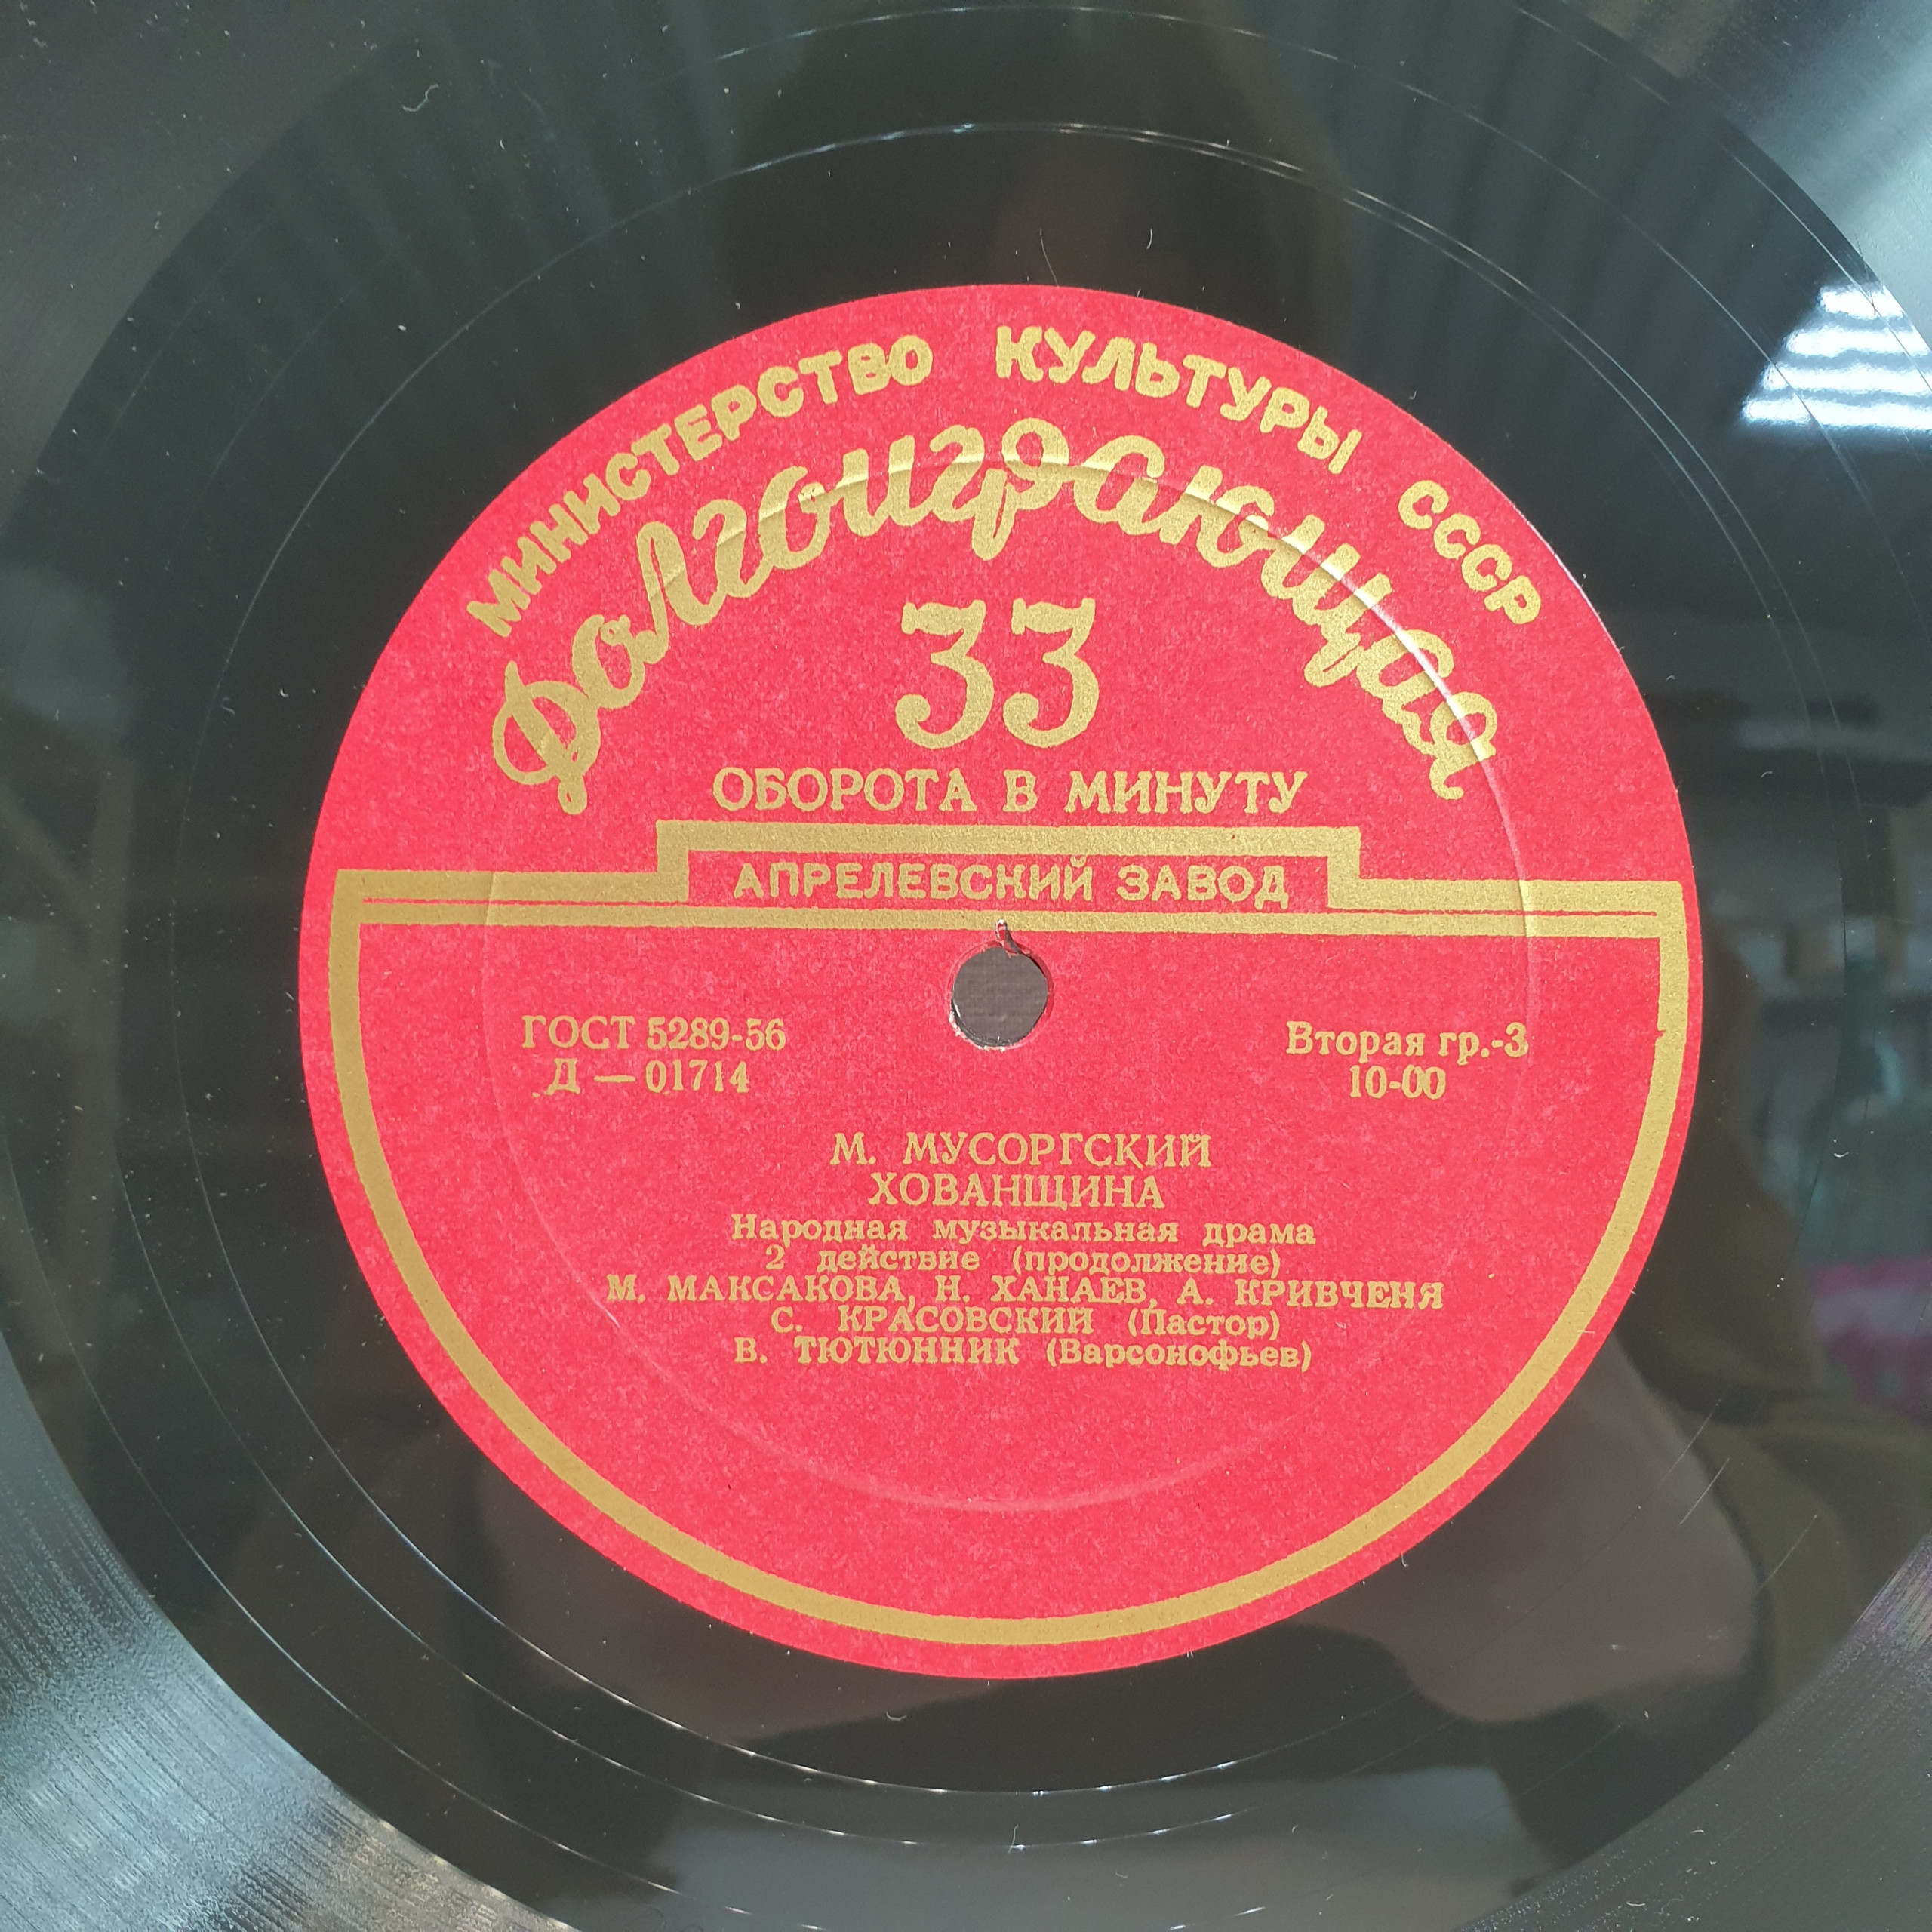 МИНИСТЕРСТВО КУЛЬТУРЫ СССР
Долгоиграющая
33
ОБОРОТА В МИНУТУ
АПРЕЛЕВСКИЙ ЗАВОД
ГОСТ 5289-56
Д — 01714
Вторая гр.-3
10-00
М. МУСОРГСКИЙ
ХОВАНЩИНА
Народная музыкальная драма
2 действие (продолжение)
М. МАКСАКОВА, Н. ХАНАЕВ, А. КРИВЧЕНЯ
С. КРАСОВСКИЙ (Пастор)
В. ТЮТЮННИК (Варсонофьев)